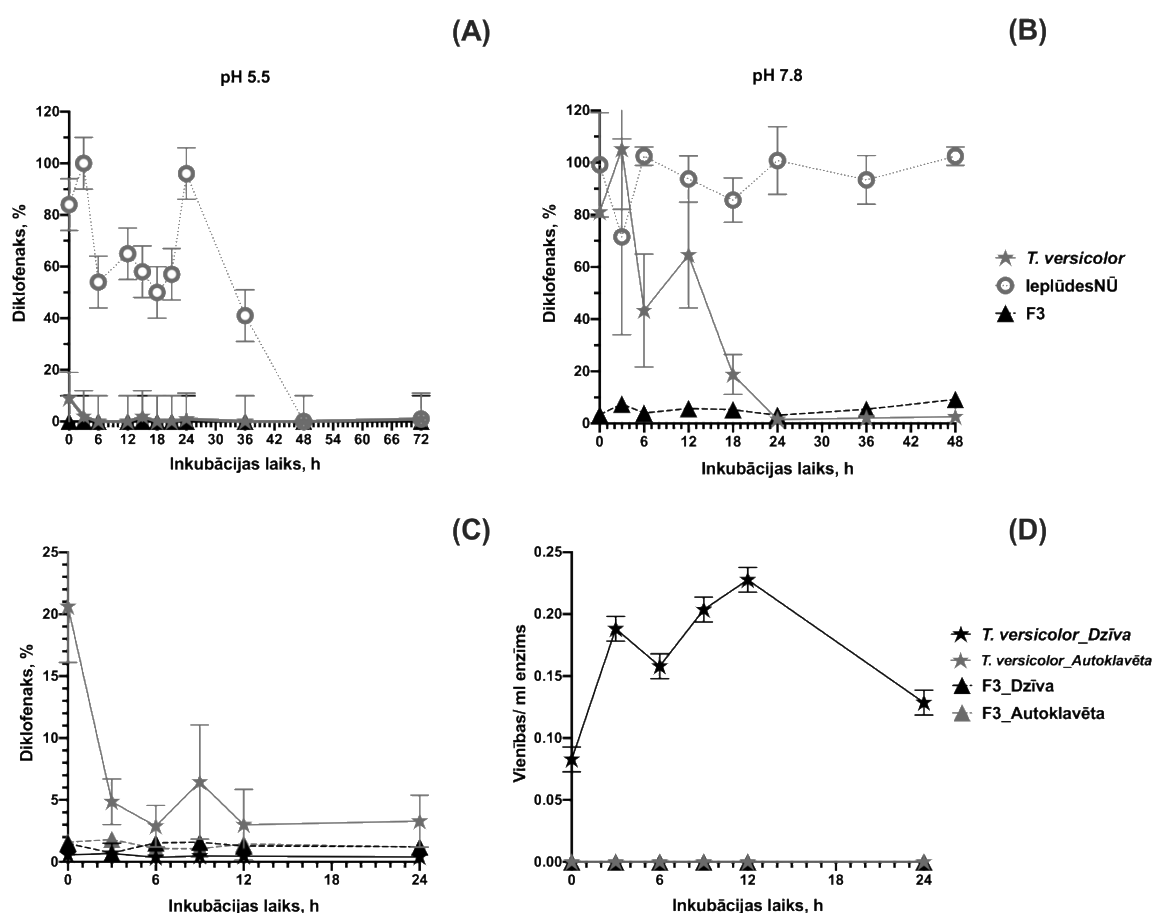 (A)
(B)
pH 5.5
pH 7.8
120
100
80
60
40
20
0
Diklofenaks, %
0 6 12 18 24 30 36 42 48 54 60 66 72
Inkubācijas laiks, h
120
100
80
60
40
20
0
Diklofenaks, %
0 6 12 18 24 30 36 42 48
Inkubācijas laiks, h
T. versicolor
IeplūdesNŪ
F3
(C)
(D)
25
20
15
10
5
0
Diklofenaks, %
0 6 12 18 24
Inkubācijas laiks, h
0.25
0.20
0.15
0.10
0.05
0.00
Vienības/ ml enzīms
0 6 12 18 24
Inkubācijas laiks, h
T. versicolor_Dzīva
T. versicolor_Autoklavēta
F3_Dzīva
F3_Autoklavēta